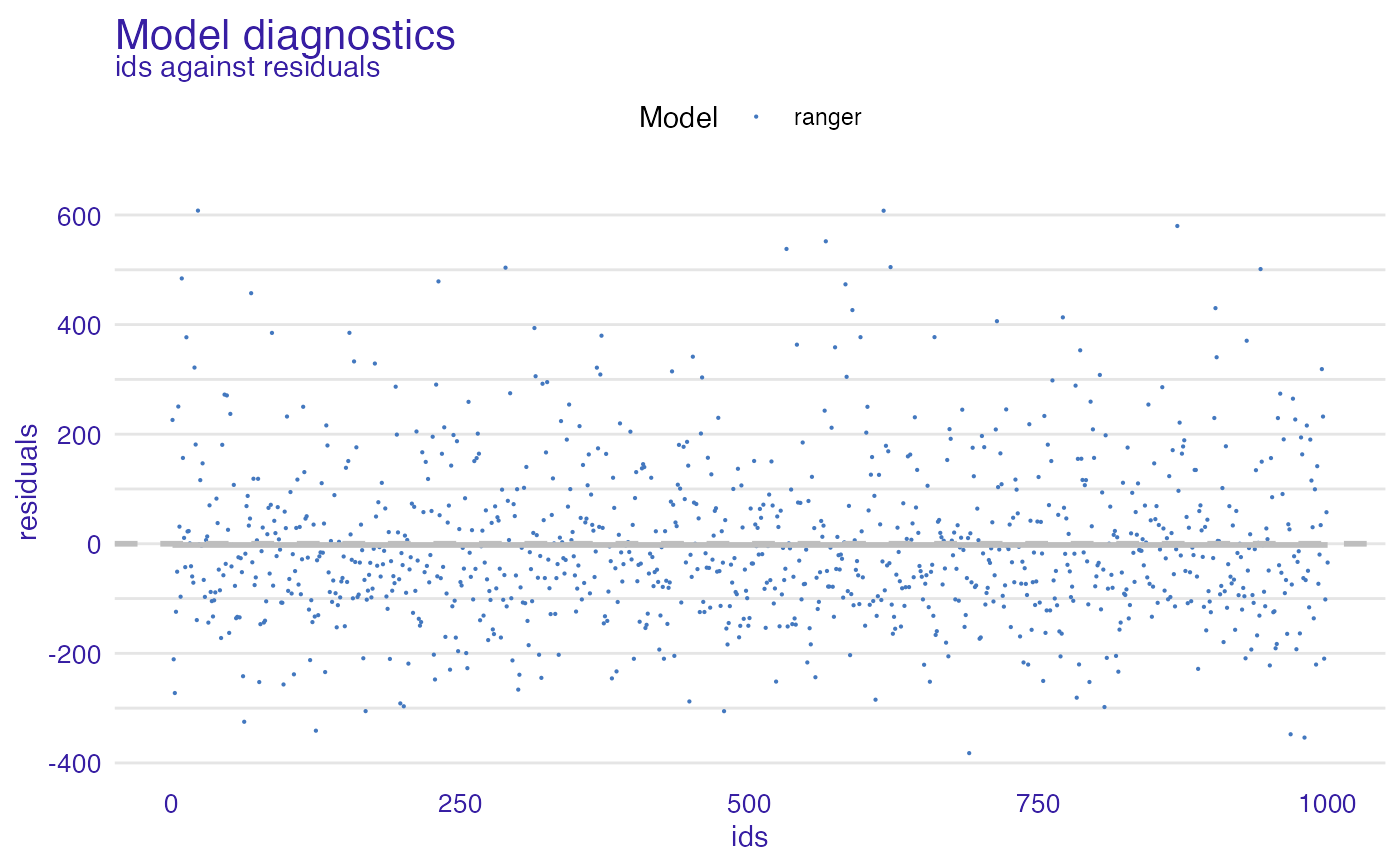 Model diagnostics
ids against residuals
Model ranger
600
400
200
0
-200
-400
residuals
0 250 500 750 1000
ids